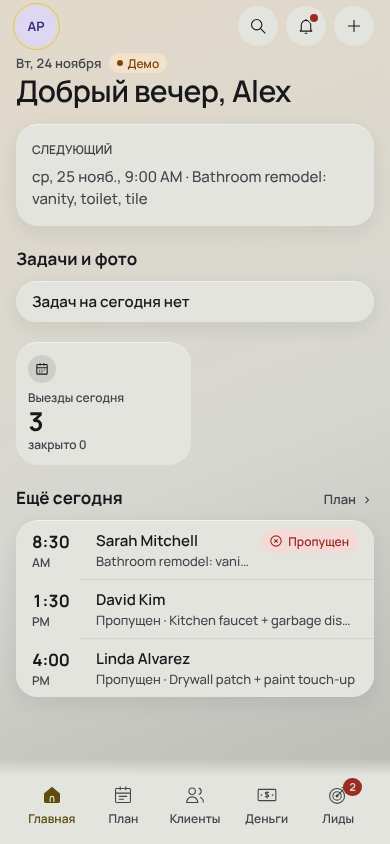 AP
Вт, 24 ноября
Демо
Добрый вечер, Alex
СЛЕДУЮЩИЙ
ср, 25 нояб., 9:00 AM · Bathroom remodel:
vanity, toilet, tile
Задачи и фото
Задач на сегодня нет
Выезды сегодня
3
закрыто 0
Ещё сегодня
План
8:30 Sarah Mitchell Пропущен
AM Bathroom remodel: vani…
1:30 David Kim
PM Пропущен · Kitchen faucet + garbage dis…
4:00 Linda Alvarez
PM Пропущен · Drywall patch + paint touch-up
2
Главная План Клиенты Деньги Лиды